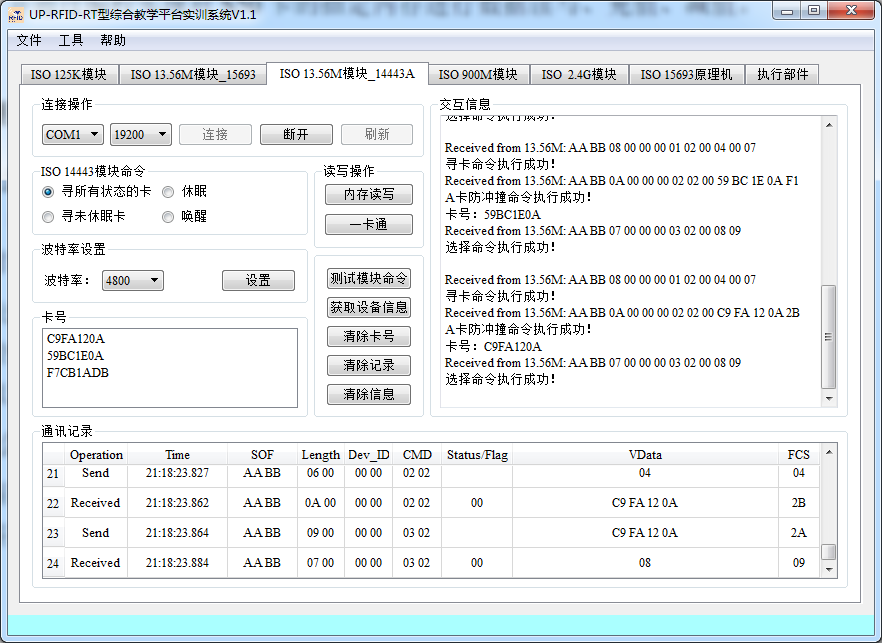 UP-RFID-RT型综合教学平台实训系统V1.1
文件 工具 帮助
ISO 125K模块 ISO 13.56M模块_15693 ISO 13.56M模块_14443A ISO 900M模块 ISO 2.4G模块 ISO 15693原理机 执行部件
连接操作
COM1 19200 连接 断开 刷新
ISO 14443模块命令
寻所有状态的卡 休眠
寻未休眠卡 唤醒
读写操作
内存读写
一卡通
波特率设置
波特率： 4800 设置
测试模块命令
获取设备信息
清除卡号
清除记录
清除信息
卡号
C9FA120A
59BC1E0A
F7CB1ADB
交互信息
选择命令执行成功！
Received from 13.56M: AA BB 08 00 00 00 01 02 00 04 00 07
寻卡命令执行成功！
Received from 13.56M: AA BB 0A 00 00 00 02 02 00 59 BC 1E 0A F1
A卡防冲撞命令执行成功！
卡号：59BC1E0A
Received from 13.56M: AA BB 07 00 00 00 03 02 00 08 09
选择命令执行成功！
Received from 13.56M: AA BB 08 00 00 00 01 02 00 04 00 07
寻卡命令执行成功！
Received from 13.56M: AA BB 0A 00 00 00 02 02 00 C9 FA 12 0A 2B
A卡防冲撞命令执行成功！
卡号：C9FA120A
Received from 13.56M: AA BB 07 00 00 00 03 02 00 08 09
选择命令执行成功！
通讯记录
Operation Time SOF Length Dev_ID CMD Status/Flag VData FCS
21 Send 21:18:23.827 AA BB 06 00 00 00 02 02 04 04
22 Received 21:18:23.862 AA BB 0A 00 00 00 02 02 00 C9 FA 12 0A 2B
23 Send 21:18:23.864 AA BB 09 00 00 00 03 02 C9 FA 12 0A 2A
24 Received 21:18:23.884 AA BB 07 00 00 00 03 02 00 08 09